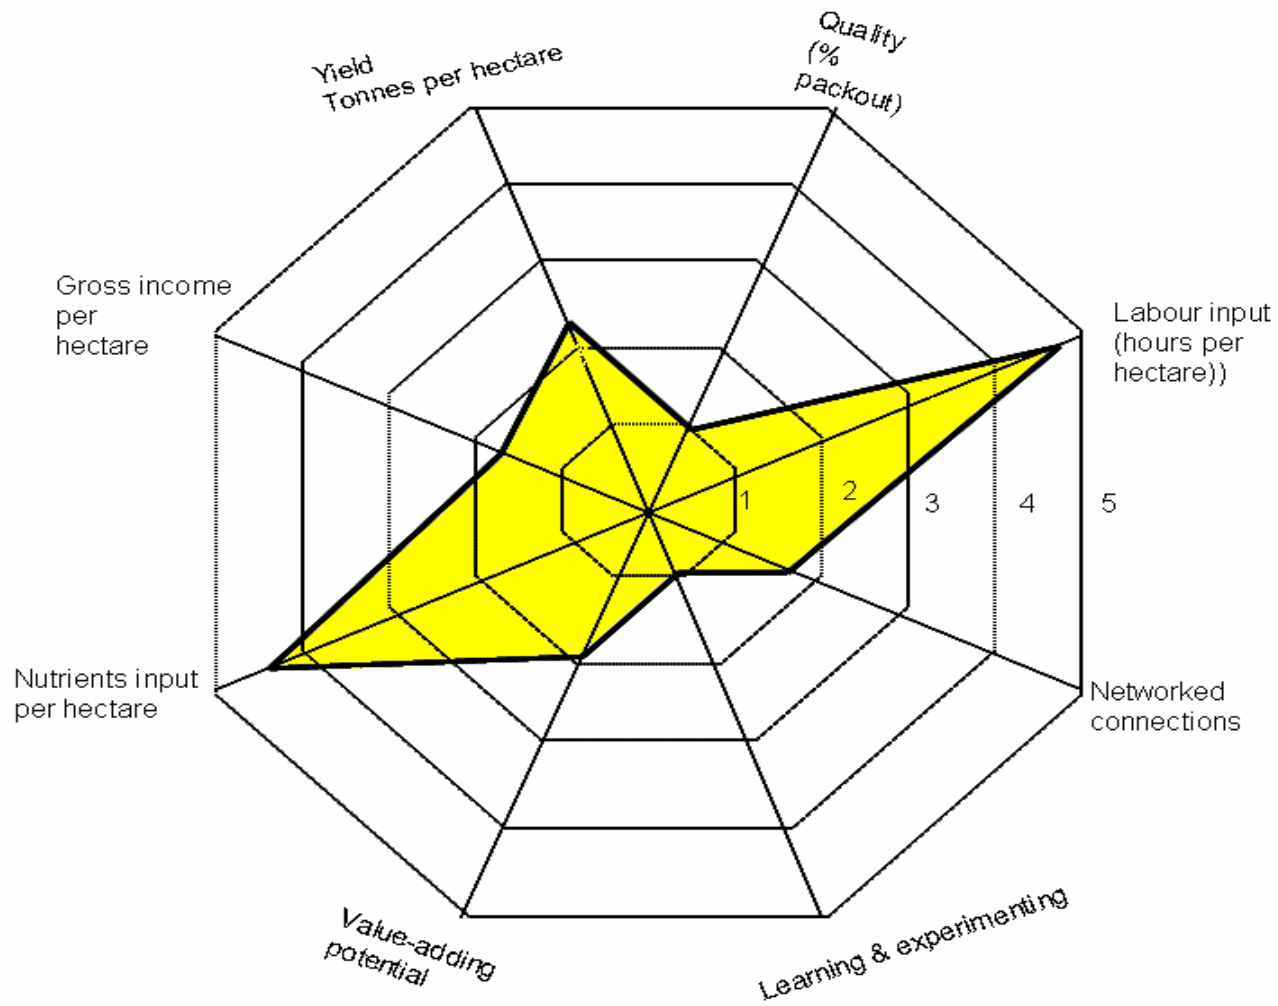 Quality
(%
packout)
Yield
Tonnes per hectare
Gross income
per
hectare
Labour input
(hours per
hectare))
1
2
3
4
5
Nutrients input
per hectare
Networked
connections
Value-adding
potential
Learning & experimenting